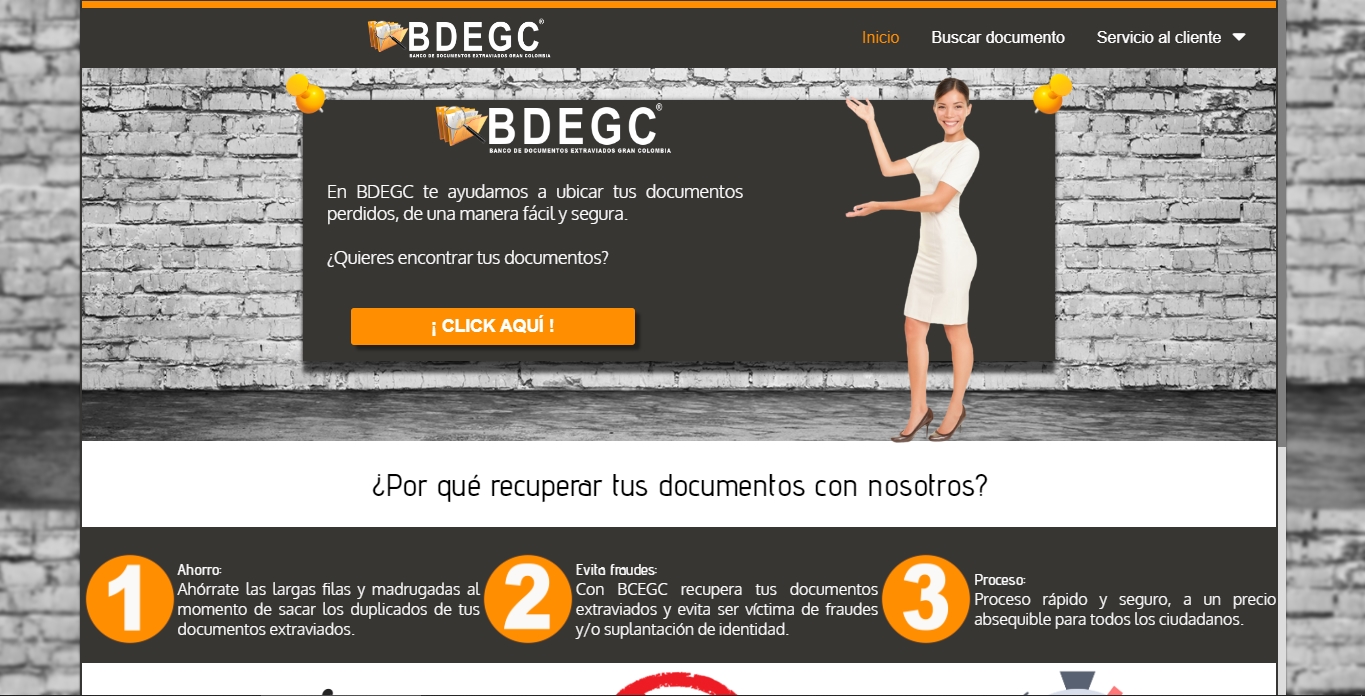 BDEGC®
BANCO DE DOCUMENTOS EXTRAVIADOS GRAN COLOMBIA
Inicio
Buscar documento
Servicio al cliente
BDEGC®
BANCO DE DOCUMENTOS EXTRAVIADOS GRAN COLOMBIA
En BDEGC te ayudamos a ubicar tus documentos
perdidos, de una manera fácil y segura.
¿Quieres encontrar tus documentos?
¡ CLICK AQUÍ !
¿Por qué recuperar tus documentos con nosotros?
1
Ahorro:
Ahórrate las largas filas y madrugadas al
momento de sacar los duplicados de tus
documentos extraviados.
2
Evita fraudes:
Con BCEGC recupera tus documentos
extraviados y evita ser víctima de fraudes
y/o suplantación de identidad.
3
Proceso:
Proceso rápido y seguro, a un precio
absequible para todos los ciudadanos.